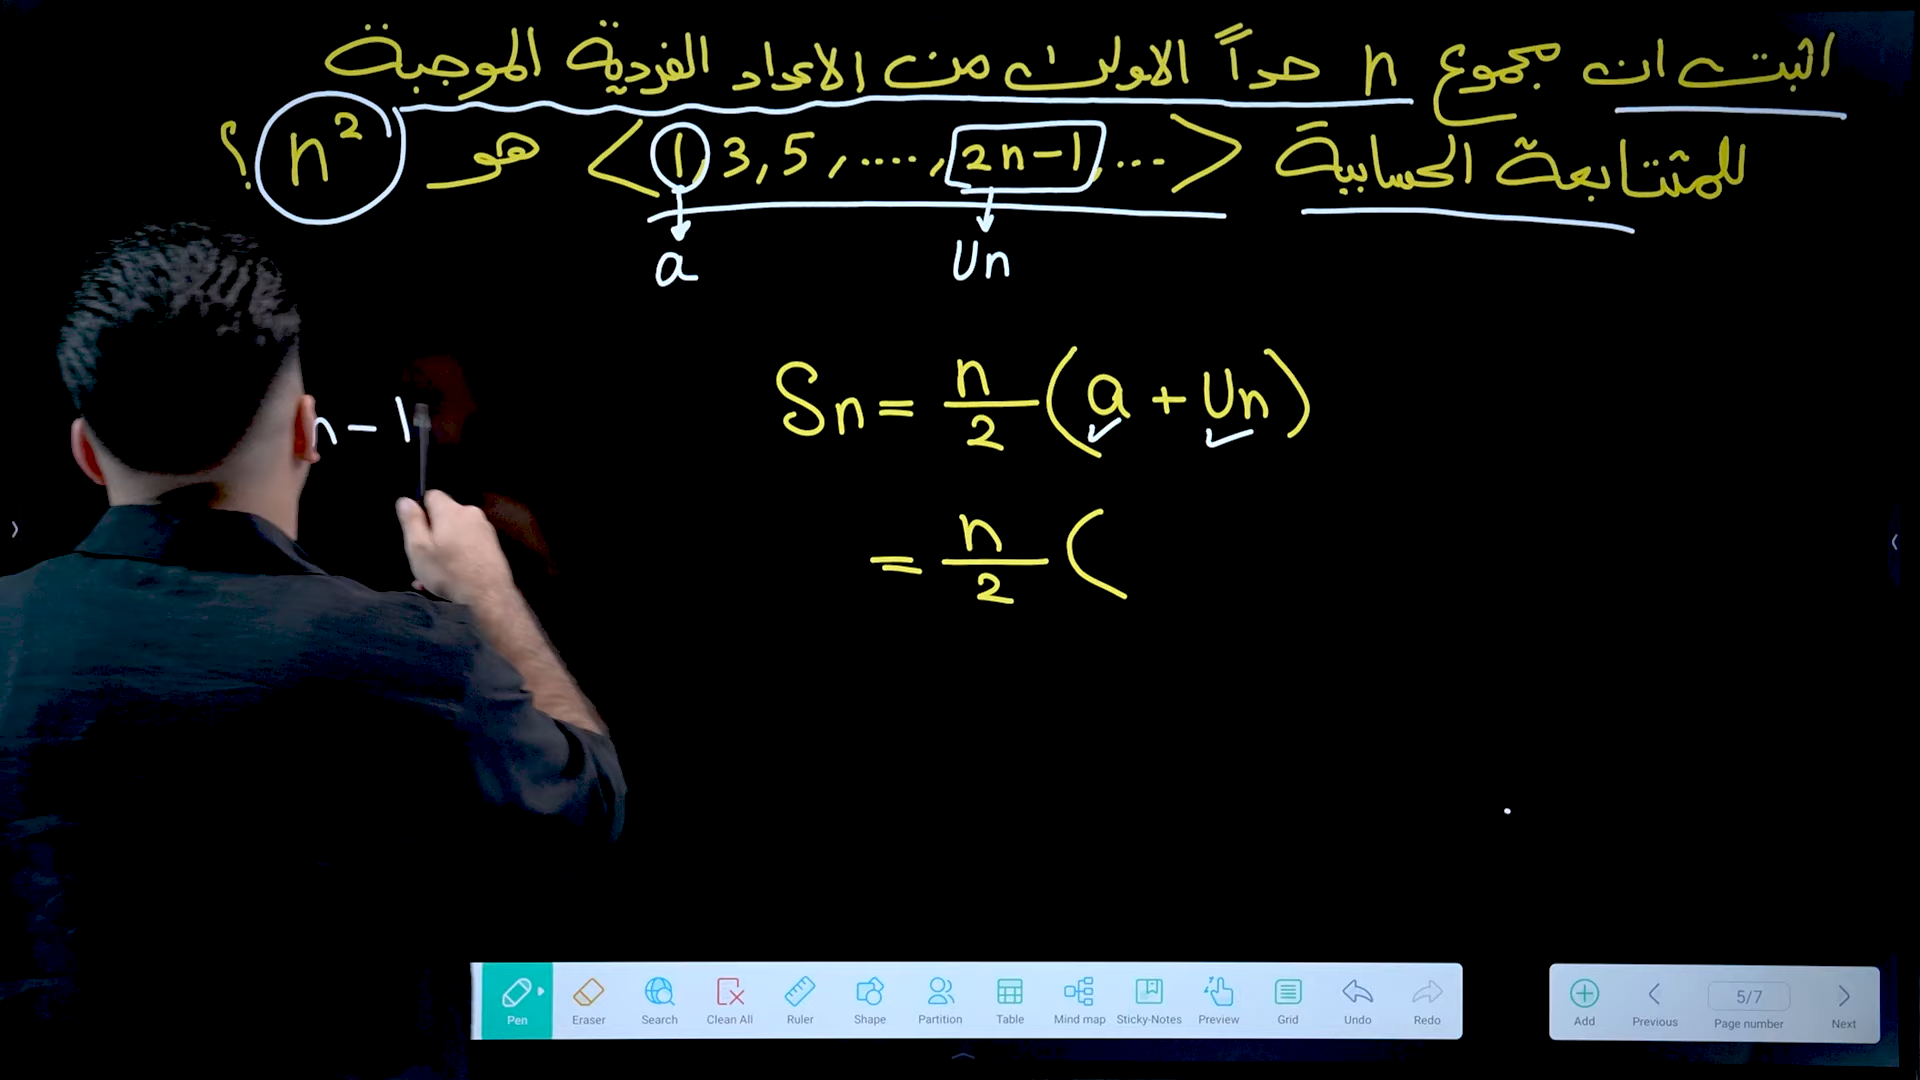 اثبت ان مجموع n حداً الاولى من الاعداد الفردية الموجبة
للمتتابعة الحسابية <1, 3, 5, ...., 2n-1, ...> هو n² ؟
a
Un
Sn = n/2 (a + Un)
n - 1
= n/2 (
Pen
Eraser
Search
Clean All
Ruler
Shape
Partition
Table
Mind map
Sticky-Notes
Preview
Grid
Undo
Redo
Add
Previous
5/7
Page number
Next